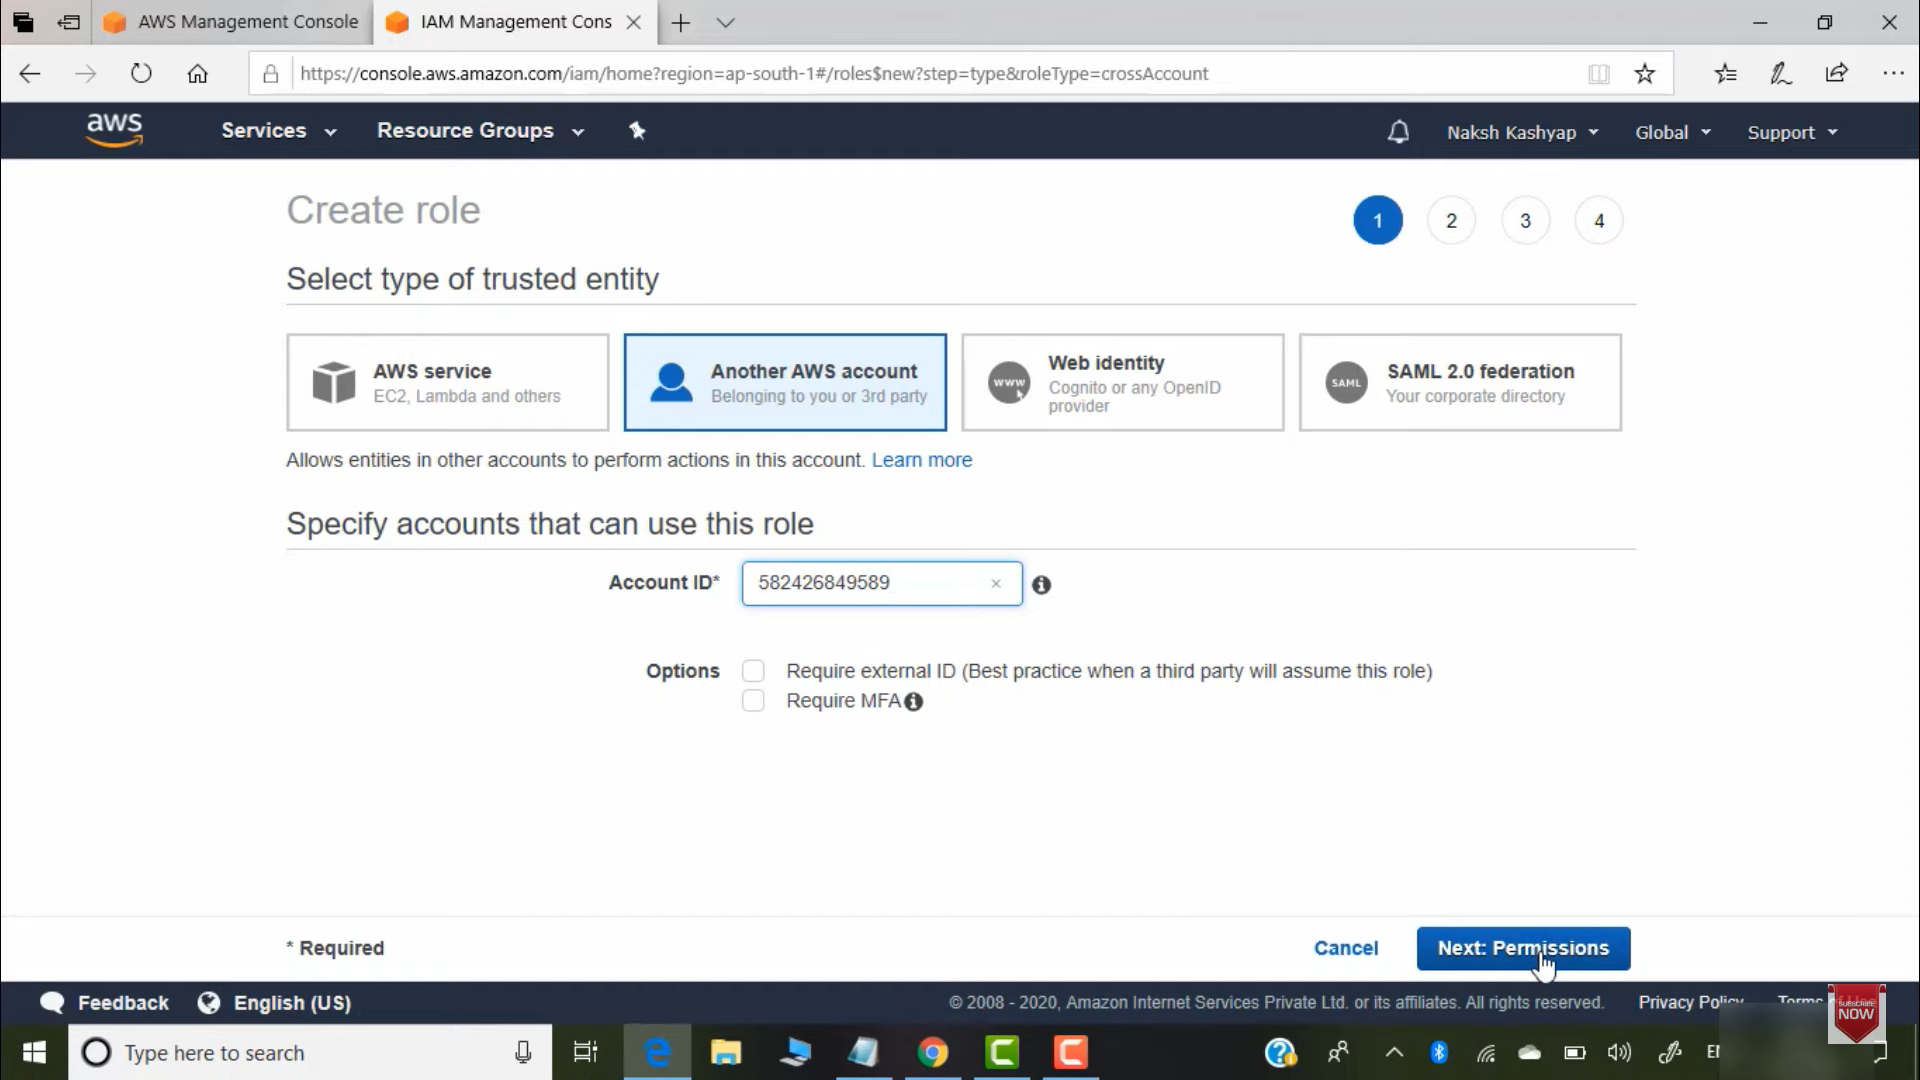 AWS Management Console
IAM Management Cons
https://console.aws.amazon.com/iam/home?region=ap-south-1#/roles$new?step=type&roleType=crossAccount
aws
Services
Resource Groups
Naksh Kashyap
Global
Support
Create role
1
2
3
4
Select type of trusted entity
AWS service
EC2, Lambda and others
Another AWS account
Belonging to you or 3rd party
www
Web identity
Cognito or any OpenID
provider
SAML
SAML 2.0 federation
Your corporate directory
Allows entities in other accounts to perform actions in this account. Learn more
Specify accounts that can use this role
Account ID*
582426849589
Options
Require external ID (Best practice when a third party will assume this role)
Require MFA
* Required
Cancel
Next: Permissions
Feedback
English (US)
© 2008 - 2020, Amazon Internet Services Private Ltd. or its affiliates. All rights reserved.
Privacy Policy
Terms
SUBSCRIBE
NOW
Type here to search